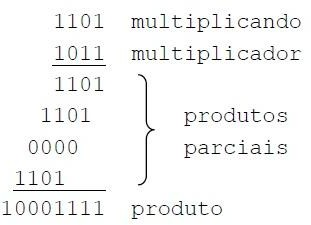 1101 multiplicando
1011 multiplicador
1101
1101 produtos
0000 parciais
1101
10001111 produto